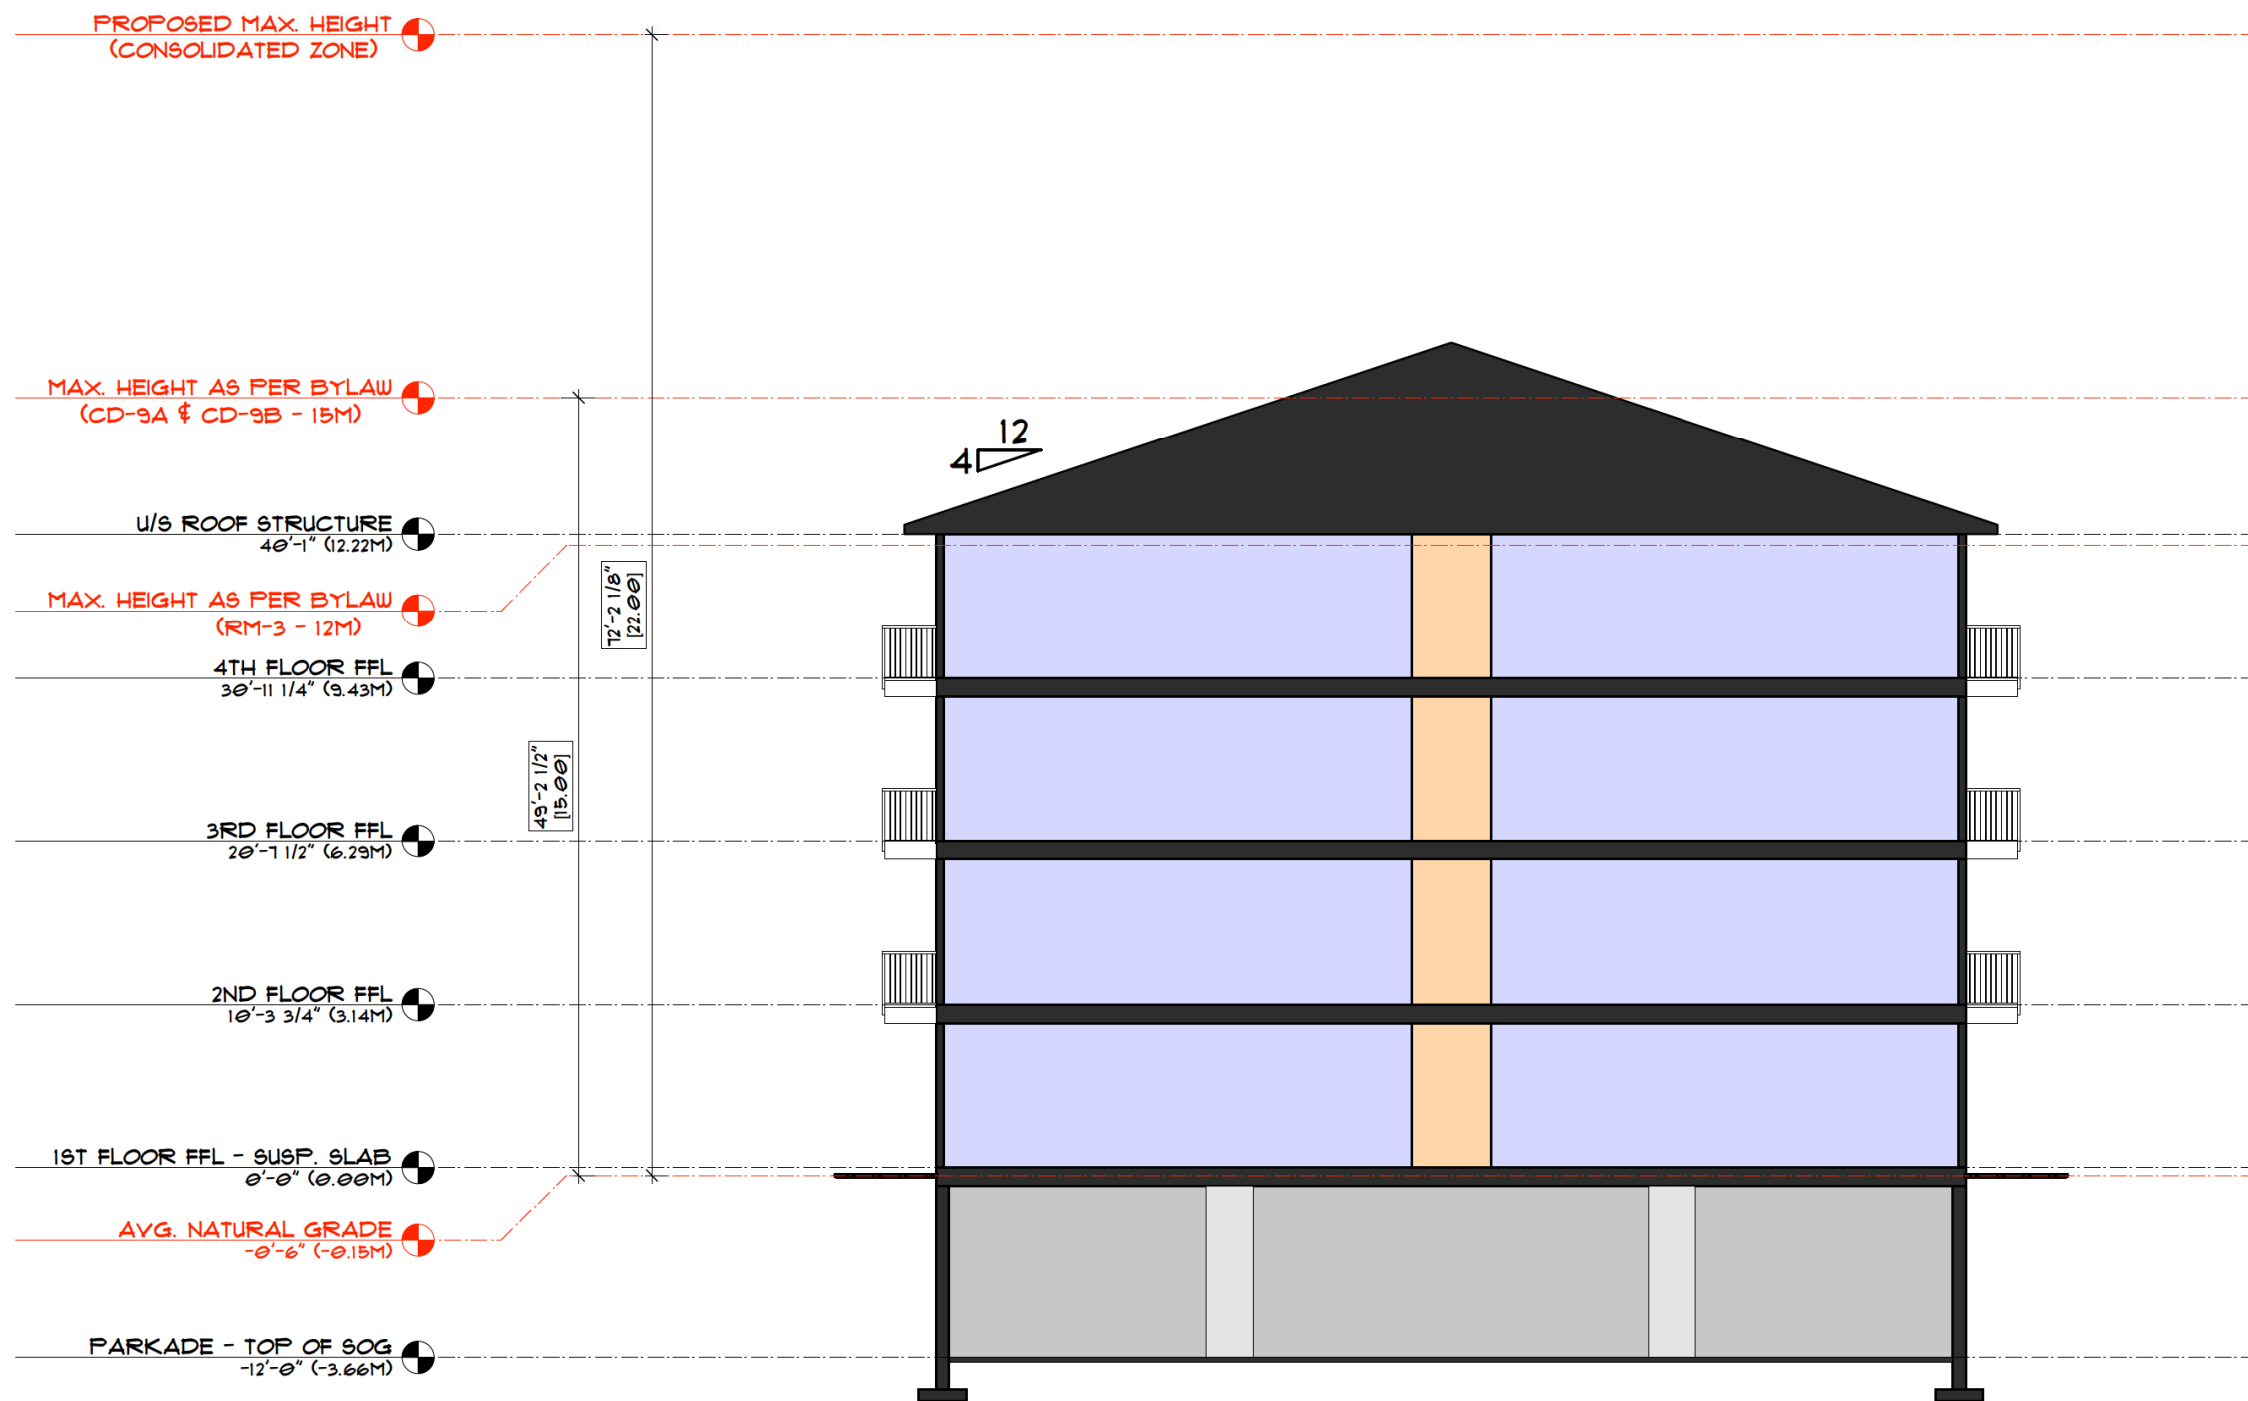 PROPOSED MAX. HEIGHT
(CONSOLIDATED ZONE)
MAX. HEIGHT AS PER BYLAW
(CD-9A & CD-9B - 15M)
12
4
U/S ROOF STRUCTURE
40'-1" (12.22M)
MAX. HEIGHT AS PER BYLAW
(RM-3 - 12M)
72'-2 1/8"
[22.00]
4TH FLOOR FFL
30'-11 1/4" (9.43M)
49'-2 1/2"
[15.00]
3RD FLOOR FFL
20'-7 1/2" (6.29M)
2ND FLOOR FFL
10'-3 3/4" (3.14M)
1ST FLOOR FFL - SUSP. SLAB
0'-0" (0.00M)
AVG. NATURAL GRADE
-0'-6" (-0.15M)
PARKADE - TOP OF SOG
-12'-0" (-3.66M)